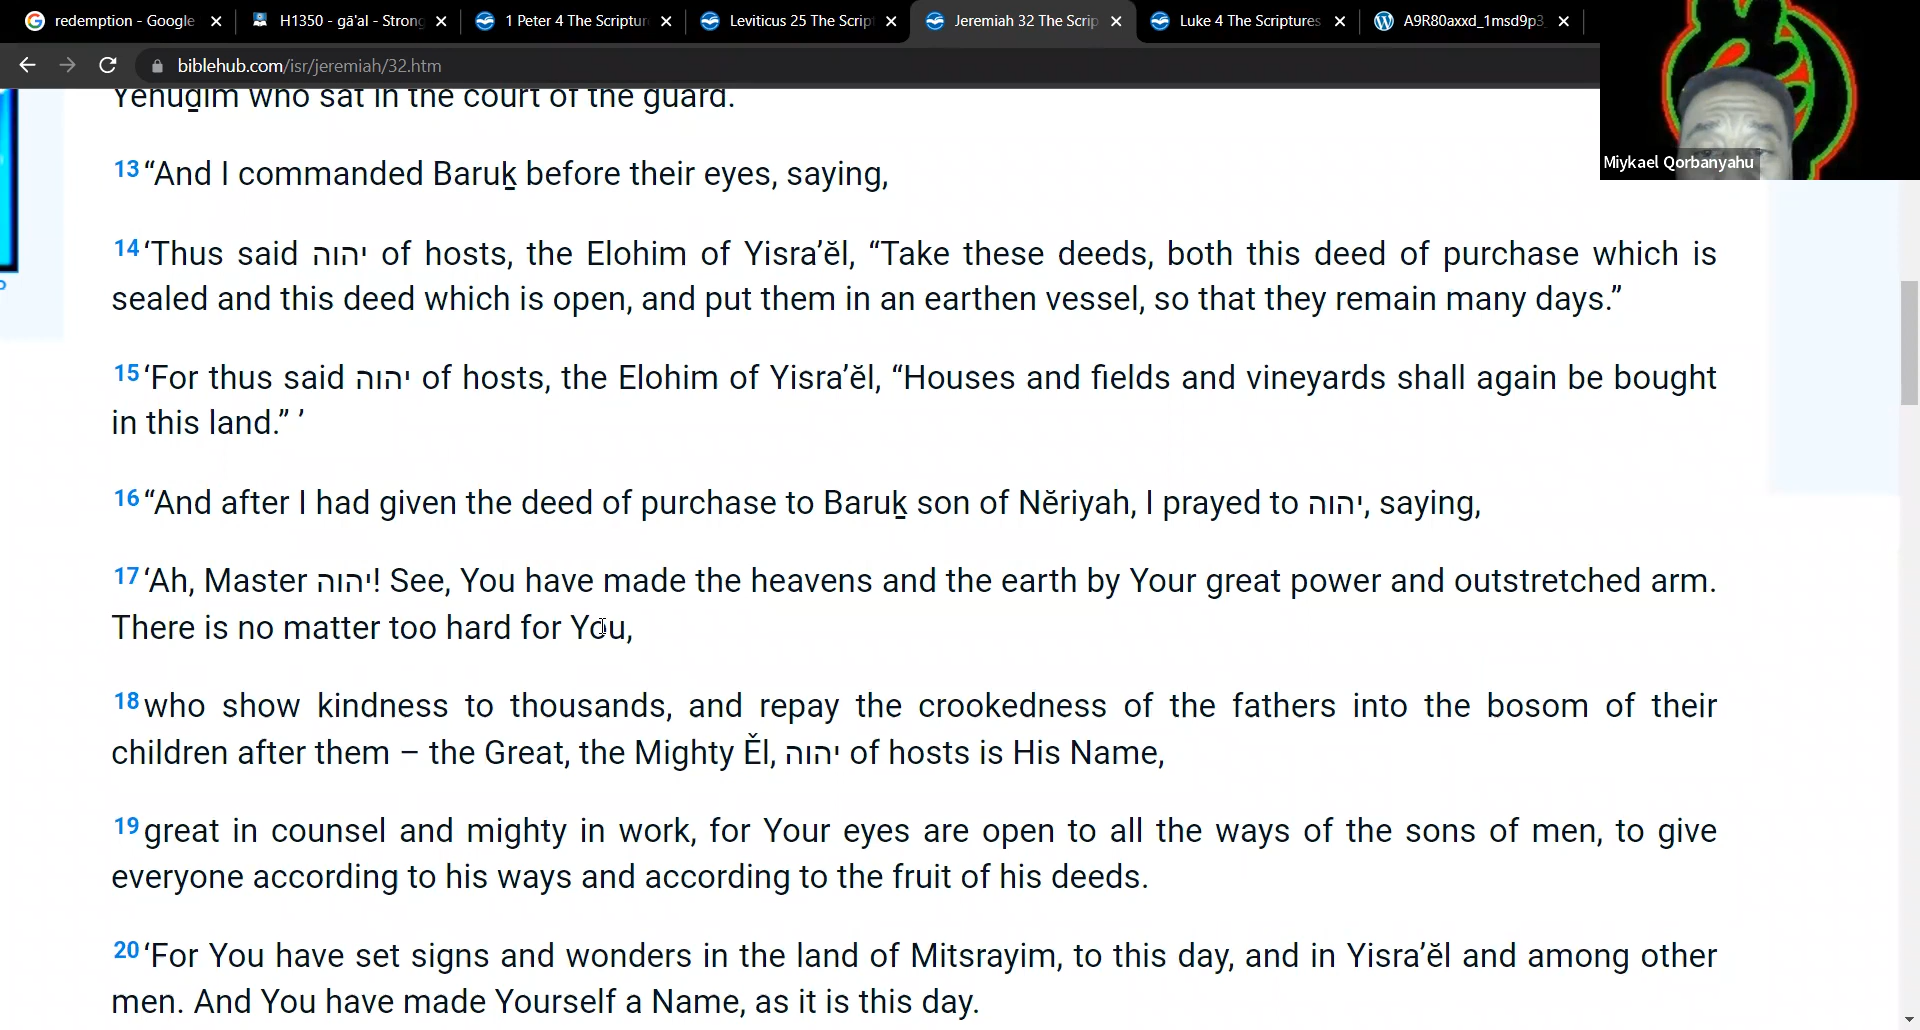 redemption - Google
H1350 - gā'al - Strong
1 Peter 4 The Scripture
Leviticus 25 The Script
Jeremiah 32 The Scrip
Luke 4 The Scriptures
A9R80axxd_1msd9p3
biblehub.com/isr/jeremiah/32.htm
Miykael Qorbanyahu
Yehuḏim who sat in the court of the guard.
13 “And I commanded Baruḵ before their eyes, saying,
14 ‘Thus said יהוה of hosts, the Elohim of Yisra’ĕl, “Take these deeds, both this deed of purchase which is
sealed and this deed which is open, and put them in an earthen vessel, so that they remain many days.”
15 ‘For thus said יהוה of hosts, the Elohim of Yisra’ĕl, “Houses and fields and vineyards shall again be bought
in this land.” ’
16 “And after I had given the deed of purchase to Baruḵ son of Nĕriyah, I prayed to יהוה, saying,
17 ‘Ah, Master יהוה! See, You have made the heavens and the earth by Your great power and outstretched arm.
There is no matter too hard for You,
18 who show kindness to thousands, and repay the crookedness of the fathers into the bosom of their
children after them – the Great, the Mighty Ěl, יהוה of hosts is His Name,
19 great in counsel and mighty in work, for Your eyes are open to all the ways of the sons of men, to give
everyone according to his ways and according to the fruit of his deeds.
20 ‘For You have set signs and wonders in the land of Mitsrayim, to this day, and in Yisra’ĕl and among other
men. And You have made Yourself a Name, as it is this day.